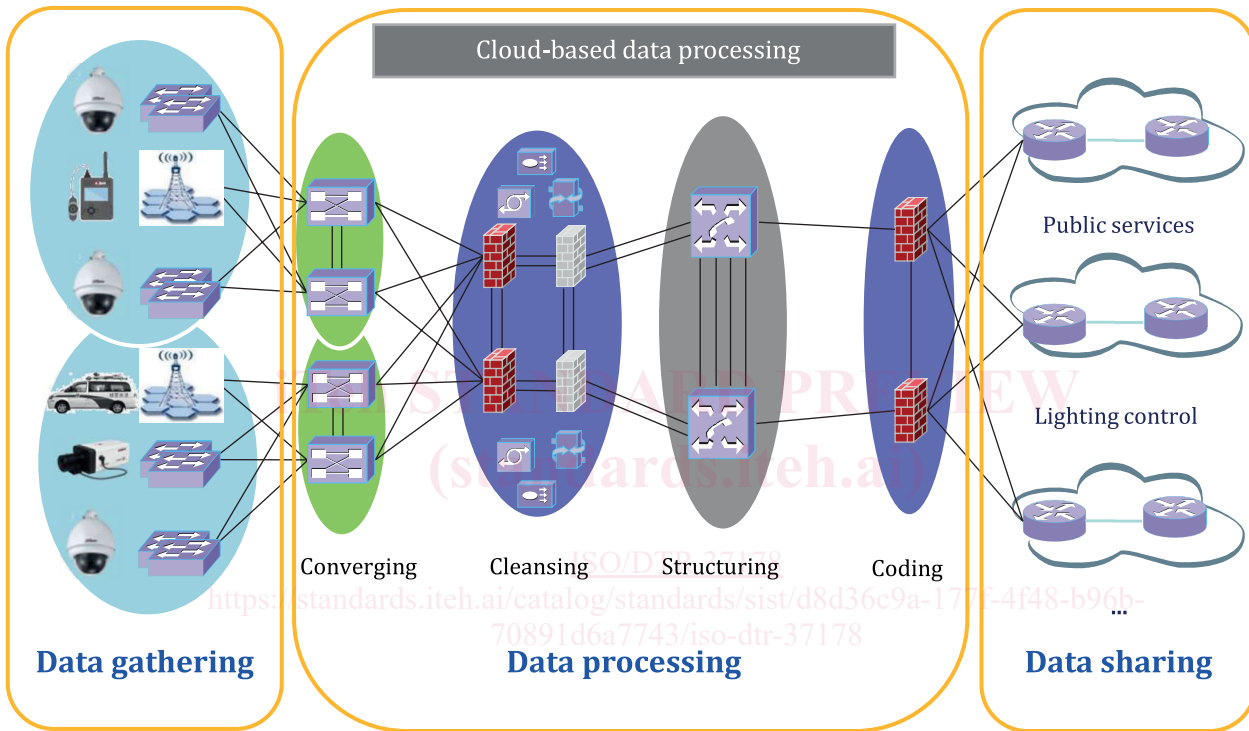 Cloud-based data processing
Public services
Lighting control
iTeh STANDARD PREVIEW
(standards.iteh.ai)
ISO/DTR 37178
https://standards.iteh.ai/catalog/standards/sist/d8d36c9a-177f-4f48-b96b-
70891d6a7743/iso-dtr-37178
Converging
Cleansing
Structuring
Coding
...
Data gathering
Data processing
Data sharing